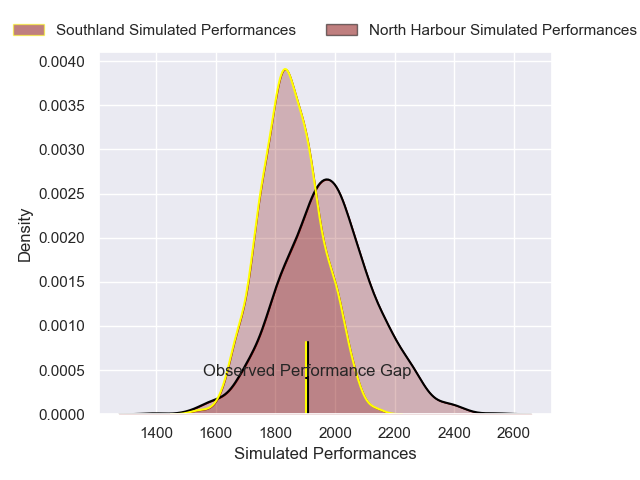 Southland Simulated Performances
North Harbour Simulated Performances
0.0040
0.0035
0.0030
0.0025
0.0020
0.0015
0.0010
0.0005
0.0000
Density
Observed Performance Gap
1400 1600 1800 2000 2200 2400 2600
Simulated Performances